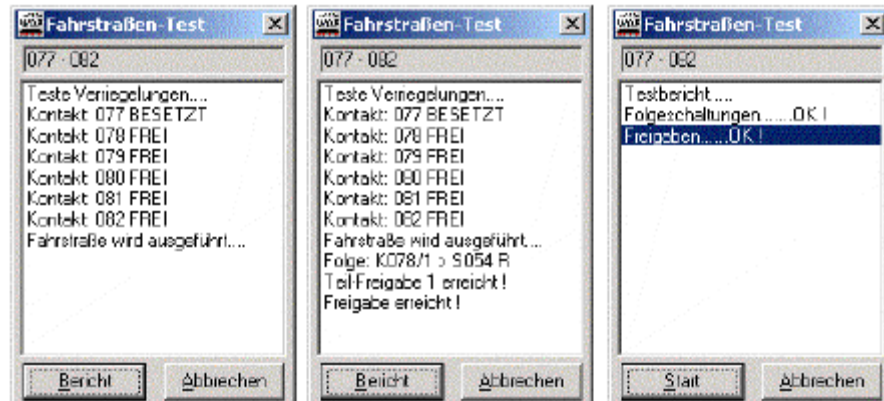 Fahrstraßen-Test
077 - 082
Teste Verriegelungen....
Kontakt: 077 BESETZT
Kontakt: 078 FREI
Kontakt: 079 FREI
Kontakt: 080 FREI
Kontakt: 081 FREI
Kontakt: 082 FREI
Fahrstraße wird ausgeführt....
Bericht
Abbrechen
Fahrstraßen-Test
077 - 082
Teste Verriegelungen....
Kontakt: 077 BESETZT
Kontakt: 078 FREI
Kontakt: 079 FREI
Kontakt: 080 FREI
Kontakt: 081 FREI
Kontakt: 082 FREI
Fahrstraße wird ausgeführt....
Folge: K078/1 > S054 R
Teil-Freigabe 1 erreicht !
Freigabe erreicht !
Bericht
Abbrechen
Fahrstraßen-Test
077 - 082
Testbericht.....
Folgeschaltungen.......OK !
Freigaben......OK !
Start
Abbrechen